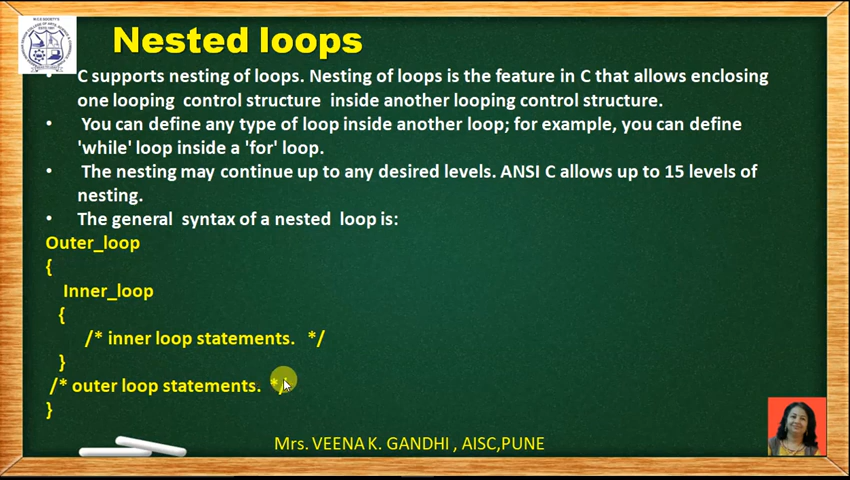 Nested loops
• C supports nesting of loops. Nesting of loops is the feature in C that allows enclosing
one looping control structure inside another looping control structure.
• You can define any type of loop inside another loop; for example, you can define
'while' loop inside a 'for' loop.
• The nesting may continue up to any desired levels. ANSI C allows up to 15 levels of
nesting.
• The general syntax of a nested loop is:
Outer_loop
{
Inner_loop
{
/* inner loop statements. */
}
/* outer loop statements. */
}
Mrs. VEENA K. GANDHI , AISC,PUNE